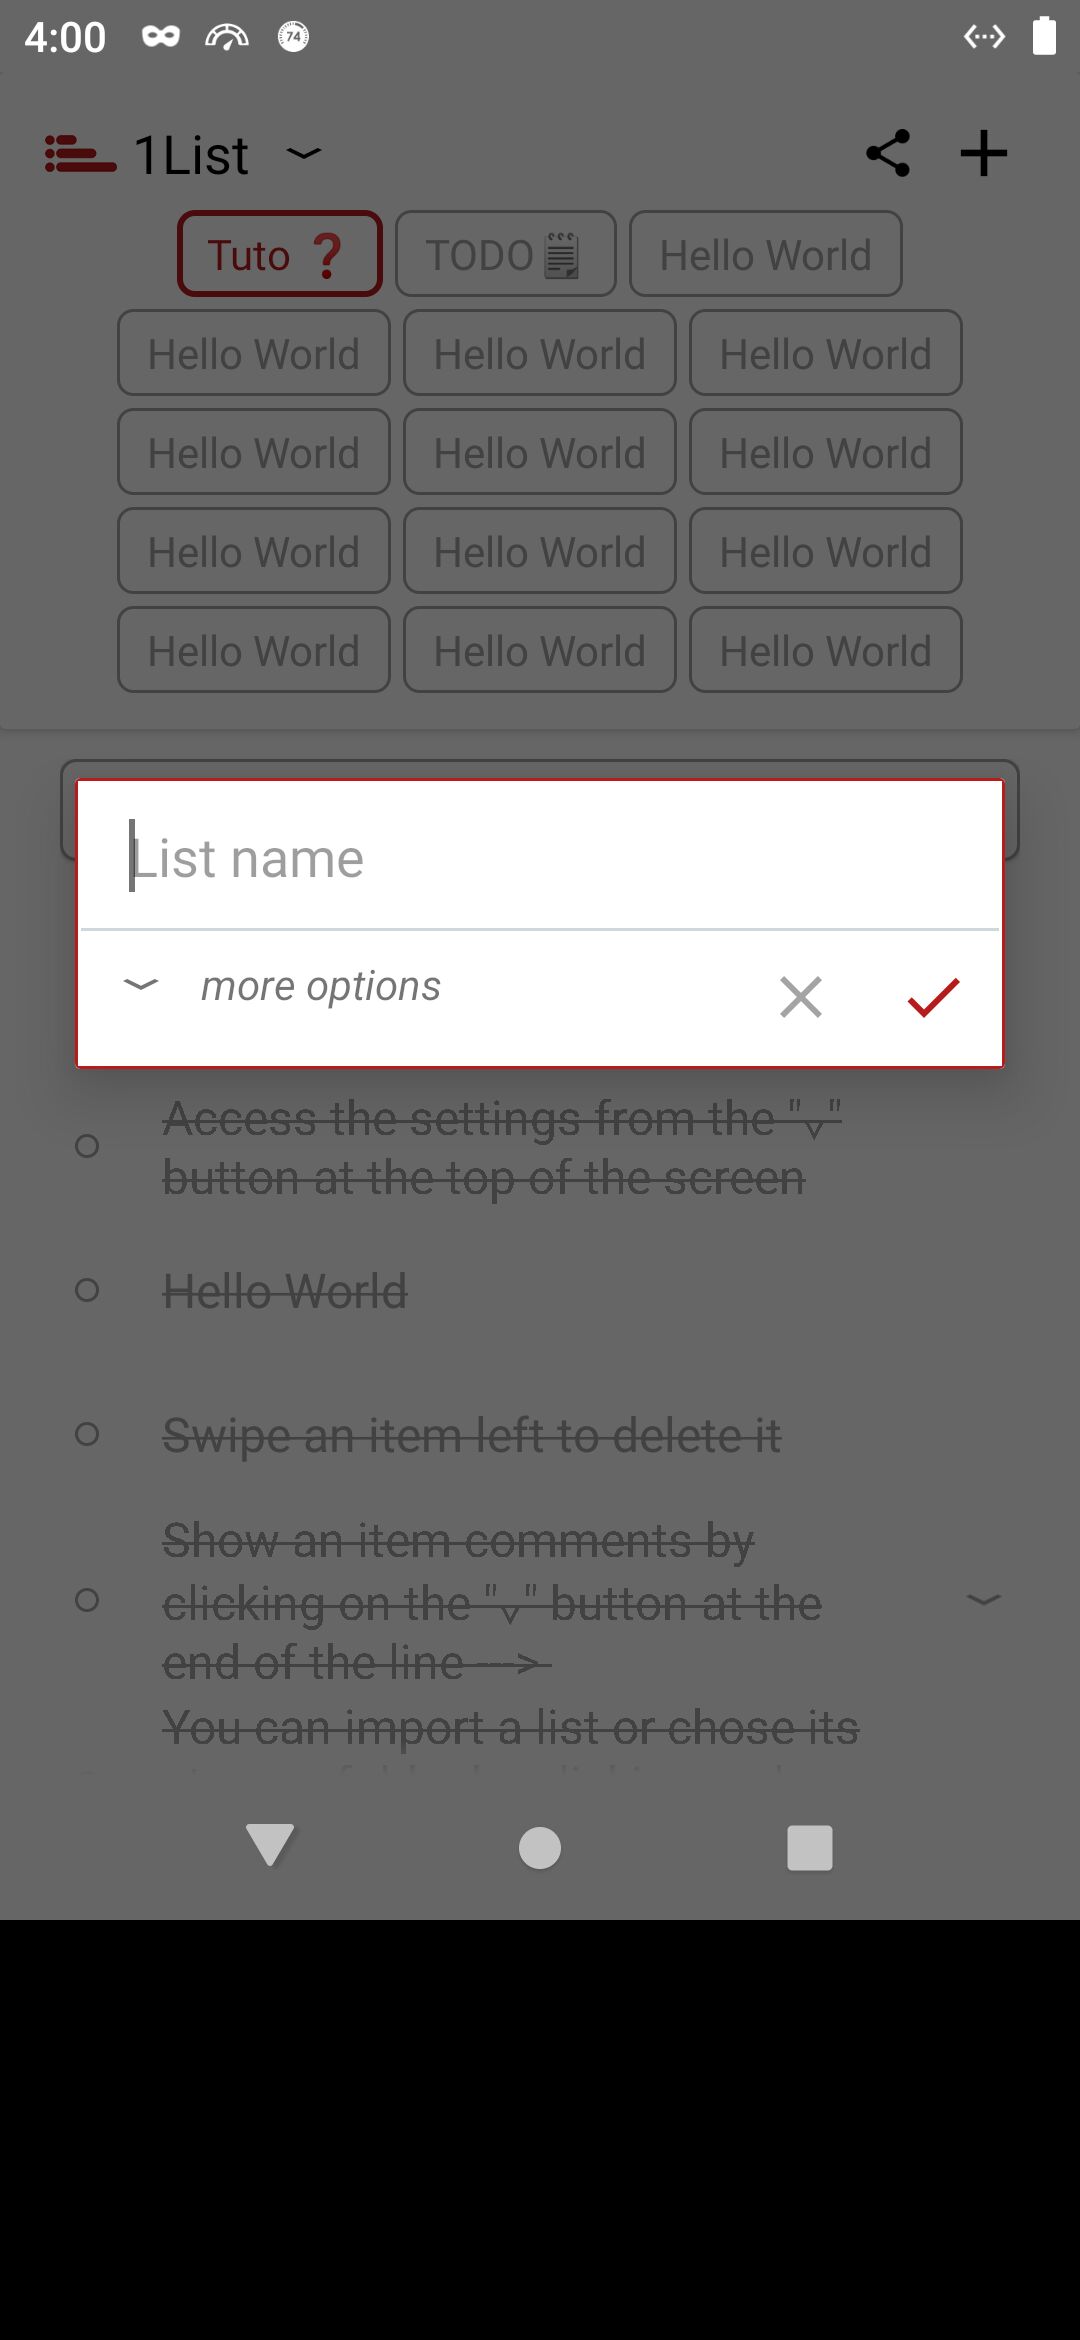 4:00 74
1List
Tuto ❓ TODO🗒 Hello World
Hello World Hello World Hello World
Hello World Hello World Hello World
Hello World Hello World Hello World
Hello World Hello World Hello World
List name
more options
Access the settings from the "﹀"
button at the top of the screen
Hello World
Swipe an item left to delete it
Show an item comments by
clicking on the "﹀" button at the
end of the line --->
You can import a list or chose its